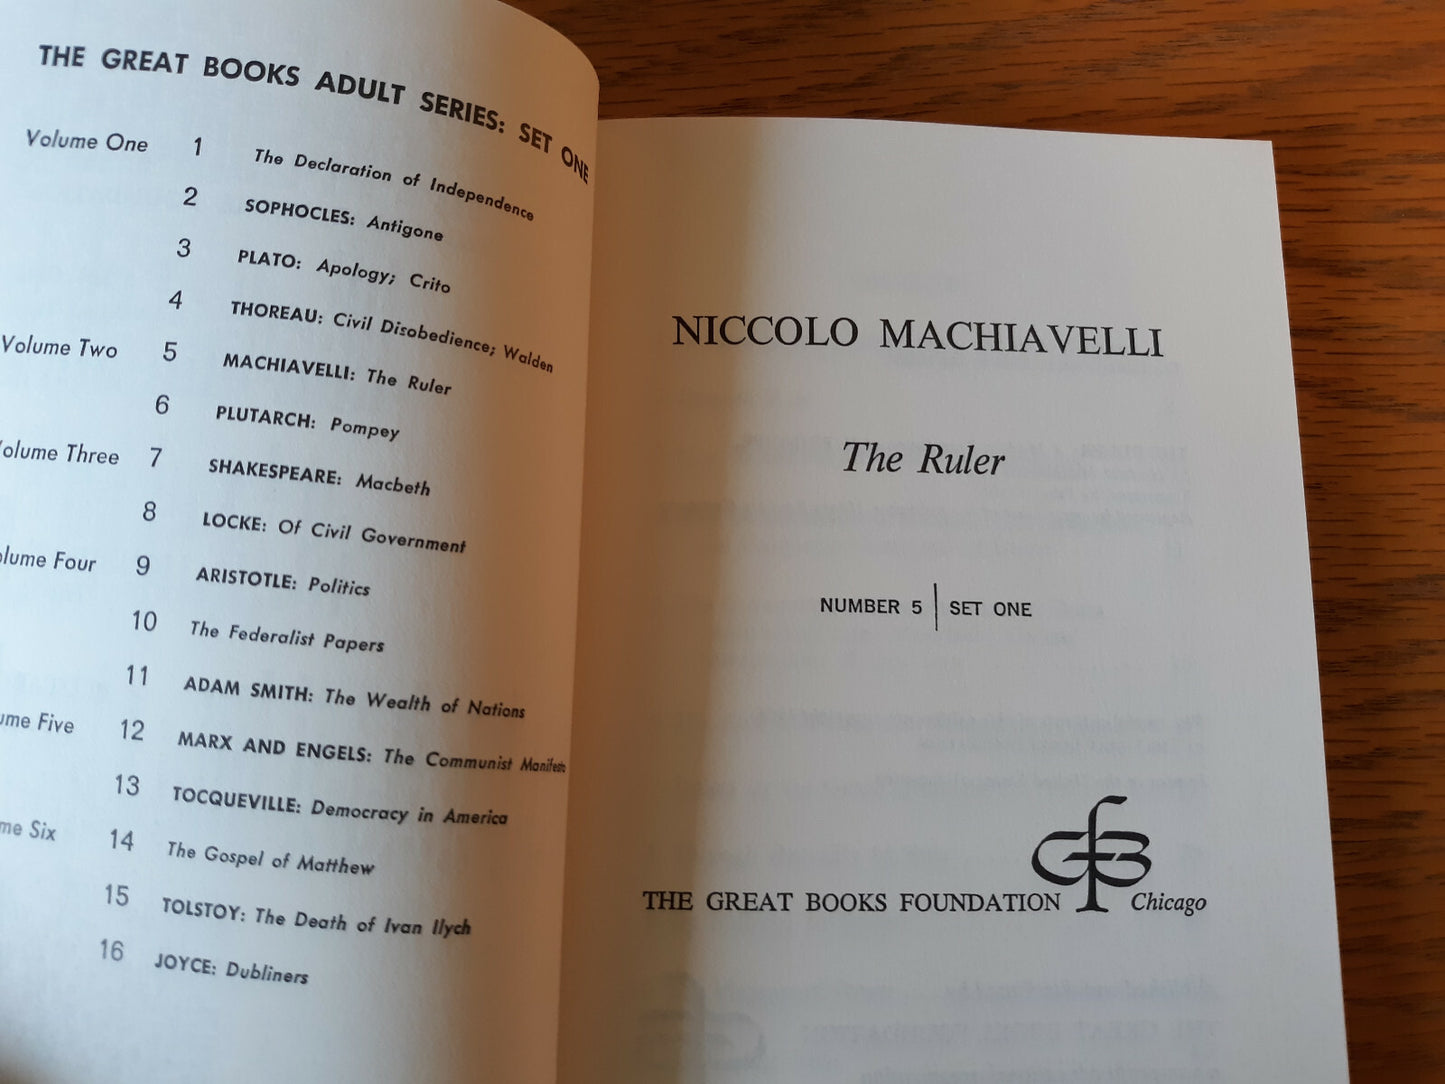 THE GREAT BOOKS ADULT SERIES: SET ONE
Volume One 1 The Declaration of Independence
2 SOPHOCLES: Antigone
3 PLATO: Apology; Crito
4 THOREAU: Civil Disobedience; Walden
Volume Two 5 MACHIAVELLI: The Ruler
6 PLUTARCH: Pompey
olume Three 7 SHAKESPEARE: Macbeth
8 LOCKE: Of Civil Government
lume Four 9 ARISTOTLE: Politics
10 The Federalist Papers
11 ADAM SMITH: The Wealth of Nations
ume Five 12 MARX AND ENGELS: The Communist Manifesto
13 TOCQUEVILLE: Democracy in America
me Six 14 The Gospel of Matthew
15 TOLSTOY: The Death of Ivan Ilych
16 JOYCE: Dubliners
NICCOLO MACHIAVELLI
The Ruler
NUMBER 5 | SET ONE
GBF
THE GREAT BOOKS FOUNDATION Chicago